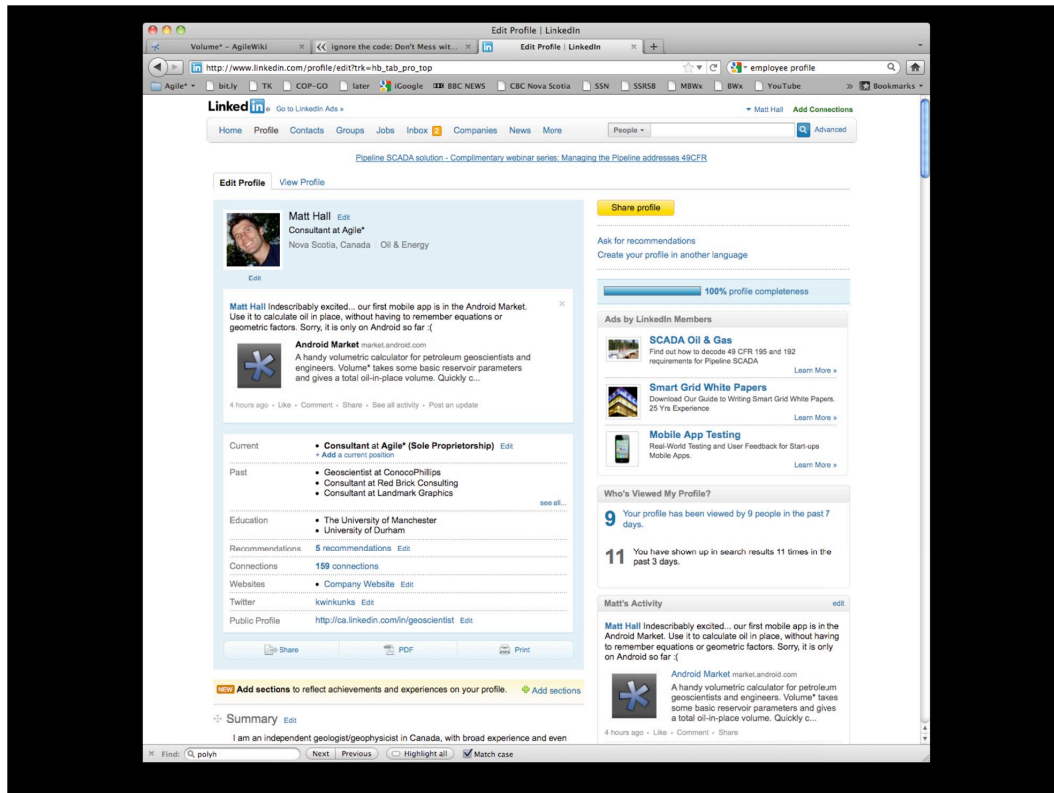 Edit Profile | LinkedIn
Volume* – AgileWiki
ignore the code: Don't Mess wit...
Edit Profile | LinkedIn
http://www.linkedin.com/profile/edit?trk=hb_tab_pro_top
employee profile
Agile* bit.ly TK COP-GO later iGoogle BBC NEWS CBC Nova Scotia SSN SSRSB MBWx BWx YouTube » Bookmarks
Linked in Go to LinkedIn Ads »
Matt Hall Add Connections
Home Profile Contacts Groups Jobs Inbox 2 Companies News More
People Advanced
Pipeline SCADA solution - Complimentary webinar series: Managing the Pipeline addresses 49CFR
Edit Profile View Profile
Matt Hall Edit
Consultant at Agile*
Nova Scotia, Canada | Oil & Energy
Edit
Matt Hall Indescribably excited... our first mobile app is in the Android Market.
Use it to calculate oil in place, without having to remember equations or
geometric factors. Sorry, it is only on Android so far :(
Android Market market.android.com
A handy volumetric calculator for petroleum geoscientists and
engineers. Volume* takes some basic reservoir parameters
and gives a total oil-in-place volume. Quickly c...
4 hours ago • Like • Comment • Share • See all activity • Post an update
Current • Consultant at Agile* (Sole Proprietorship) Edit
+ Add a current position
Past • Geoscientist at ConocoPhillips
• Consultant at Red Brick Consulting
• Consultant at Landmark Graphics
see all...
Education • The University of Manchester
• University of Durham
Recommendations 5 recommendations Edit
Connections 159 connections
Websites • Company Website Edit
Twitter kwinkunks Edit
Public Profile http://ca.linkedin.com/in/geoscientist Edit
Share PDF Print
NEW Add sections to reflect achievements and experiences on your profile. Add sections
Summary Edit
I am an independent geologist/geophysicist in Canada, with broad experience and even
Share profile
Ask for recommendations
Create your profile in another language
100% profile completeness
Ads by LinkedIn Members
SCADA Oil & Gas
Find out how to decode 49 CFR 195 and 192
requirements for Pipeline SCADA
Learn More »
Smart Grid White Papers
Download Our Guide to Writing Smart Grid White Papers.
25 Yrs Experience
Learn More »
Mobile App Testing
Real-World Testing and User Feedback for Start-ups
Mobile Apps.
Learn More »
Who's Viewed My Profile?
9 Your profile has been viewed by 9 people in the past 7
days.
11 You have shown up in search results 11 times in the
past 3 days.
Matt's Activity edit
Matt Hall Indescribably excited... our first mobile app is in the
Android Market. Use it to calculate oil in place, without having
to remember equations or geometric factors. Sorry, it is only
on Android so far :(
Android Market market.android.com
A handy volumetric calculator for petroleum
geoscientists and engineers. Volume* takes
some basic reservoir parameters and gives
a total oil-in-place volume. Quickly c...
4 hours ago • Like • Comment • Share
Find: polyh Next Previous Highlight all Match case